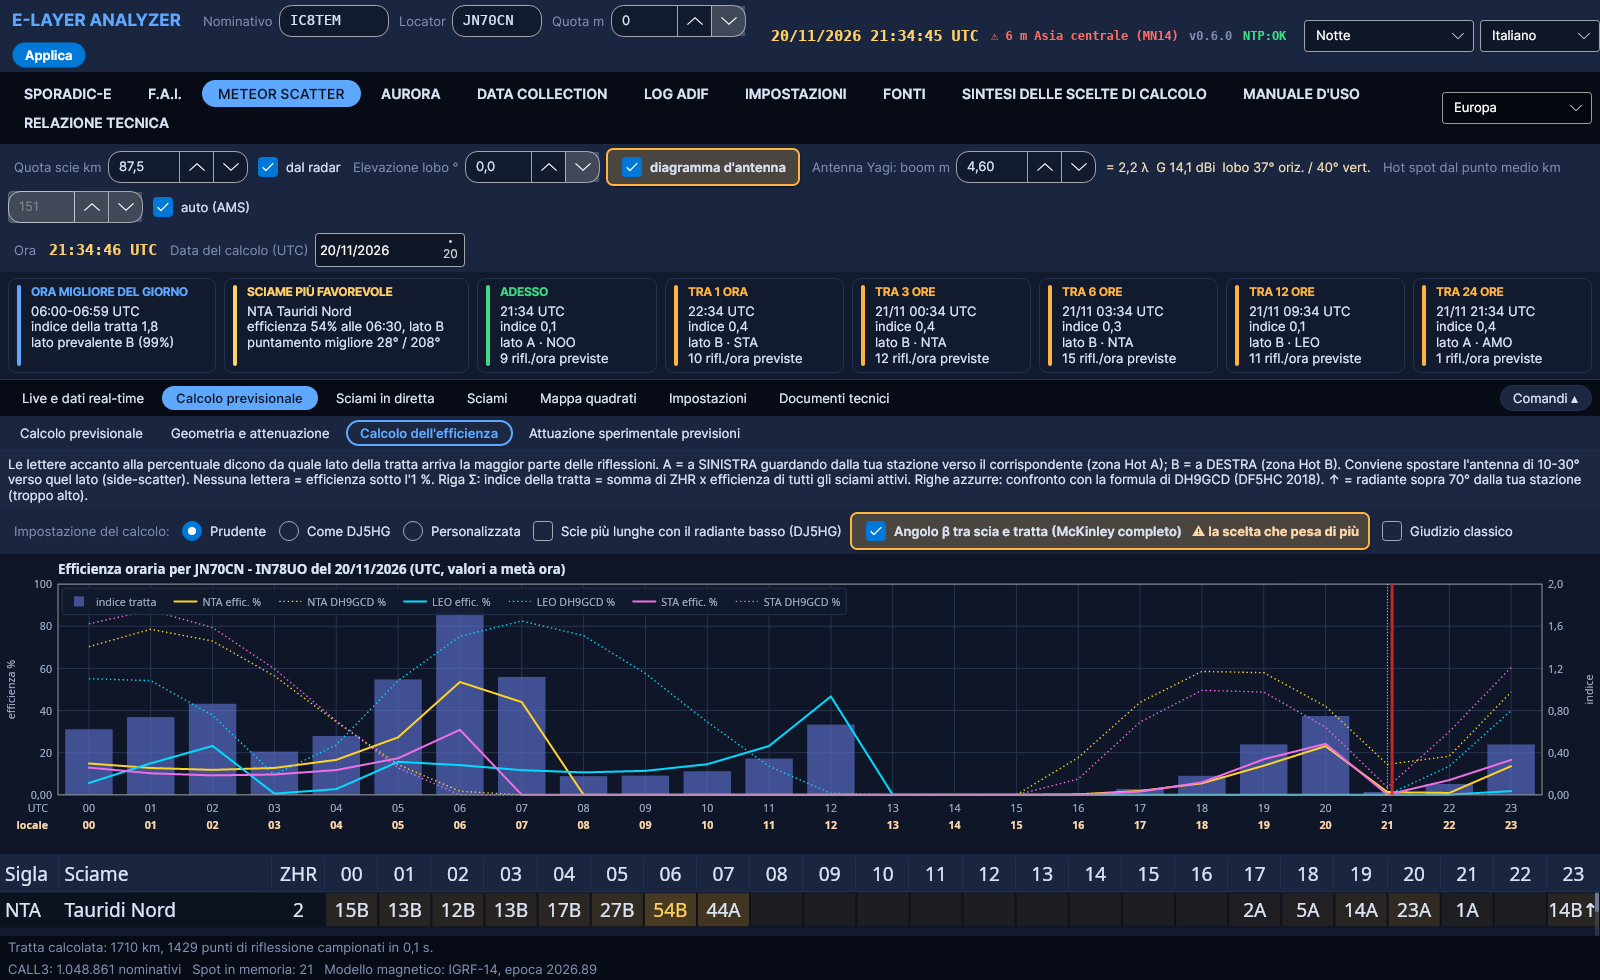 E-LAYER ANALYZER Nominativo IC8TEM Locator JN70CN Quota m 0
20/11/2026 21:34:45 UTC ⚠ 6 m Asia centrale (MN14) v0.6.0 NTP:OK Notte Italiano
Applica
SPORADIC-E F.A.I. METEOR SCATTER AURORA DATA COLLECTION LOG ADIF IMPOSTAZIONI FONTI SINTESI DELLE SCELTE DI CALCOLO MANUALE D'USO
RELAZIONE TECNICA
Europa
Quota scie km 87,5 dal radar Elevazione lobo ° 0,0 diagramma d'antenna Antenna Yagi: boom m 4,60 = 2,2 λ G 14,1 dBi lobo 37° oriz. / 40° vert. Hot spot dal punto medio km
151 auto (AMS)
Ora 21:34:46 UTC Data del calcolo (UTC) 20/11/2026 20
ORA MIGLIORE DEL GIORNO
06:00-06:59 UTC
indice della tratta 1,8
lato prevalente B (99%)
SCIAME PIÙ FAVOREVOLE
NTA Tauridi Nord
efficienza 54% alle 06:30, lato B
puntamento migliore 28° / 208°
ADESSO
21:34 UTC
indice 0,1
lato A · NOO
9 rifl./ora previste
TRA 1 ORA
22:34 UTC
indice 0,4
lato B · STA
10 rifl./ora previste
TRA 3 ORE
21/11 00:34 UTC
indice 0,4
lato B · NTA
12 rifl./ora previste
TRA 6 ORE
21/11 03:34 UTC
indice 0,3
lato B · NTA
15 rifl./ora previste
TRA 12 ORE
21/11 09:34 UTC
indice 0,1
lato B · LEO
11 rifl./ora previste
TRA 24 ORE
21/11 21:34 UTC
indice 0,4
lato A · AMO
1 rifl./ora previste
Live e dati real-time Calcolo previsionale Sciami in diretta Sciami Mappa quadrati Impostazioni Documenti tecnici Comandi ▴
Calcolo previsionale Geometria e attenuazione Calcolo dell'efficienza Attuazione sperimentale previsioni
Le lettere accanto alla percentuale dicono da quale lato della tratta arriva la maggior parte delle riflessioni. A = a SINISTRA guardando dalla tua stazione verso il corrispondente (zona Hot A); B = a DESTRA (zona Hot B). Conviene spostare l'antenna di 10-30°
verso quel lato (side-scatter). Nessuna lettera = efficienza sotto l'1 %. Riga Σ: indice della tratta = somma di ZHR x efficienza di tutti gli sciami attivi. Righe azzurre: confronto con la formula di DH9GCD (DF5HC 2018). ↑ = radiante sopra 70° dalla tua stazione
(troppo alto).
Impostazione del calcolo: Prudente Come DJ5HG Personalizzata Scie più lunghe con il radiante basso (DJ5HG) Angolo β tra scia e tratta (McKinley completo) ⚠ la scelta che pesa di più Giudizio classico
Efficienza oraria per JN70CN - IN78UO del 20/11/2026 (UTC, valori a metà ora)
indice tratta NTA effic. % NTA DH9GCD % LEO effic. % LEO DH9GCD % STA effic. % STA DH9GCD %
100 80 60 40 20 0,00
efficienza %
2,0 1,6 1,2 0,80 0,40 0,00
indice
UTC 00 01 02 03 04 05 06 07 08 09 10 11 12 13 14 15 16 17 18 19 20 21 22 23
locale 00 01 02 03 04 05 06 07 08 09 10 11 12 13 14 15 16 17 18 19 20 21 22 23
Sigla Sciame ZHR 00 01 02 03 04 05 06 07 08 09 10 11 12 13 14 15 16 17 18 19 20 21 22 23
NTA Tauridi Nord 2 15B 13B 12B 13B 17B 27B 54B 44A 2A 5A 14A 23A 1A 14B↑
Tratta calcolata: 1710 km, 1429 punti di riflessione campionati in 0,1 s.
CALL3: 1.048.861 nominativi Spot in memoria: 21 Modello magnetico: IGRF-14, epoca 2026.89